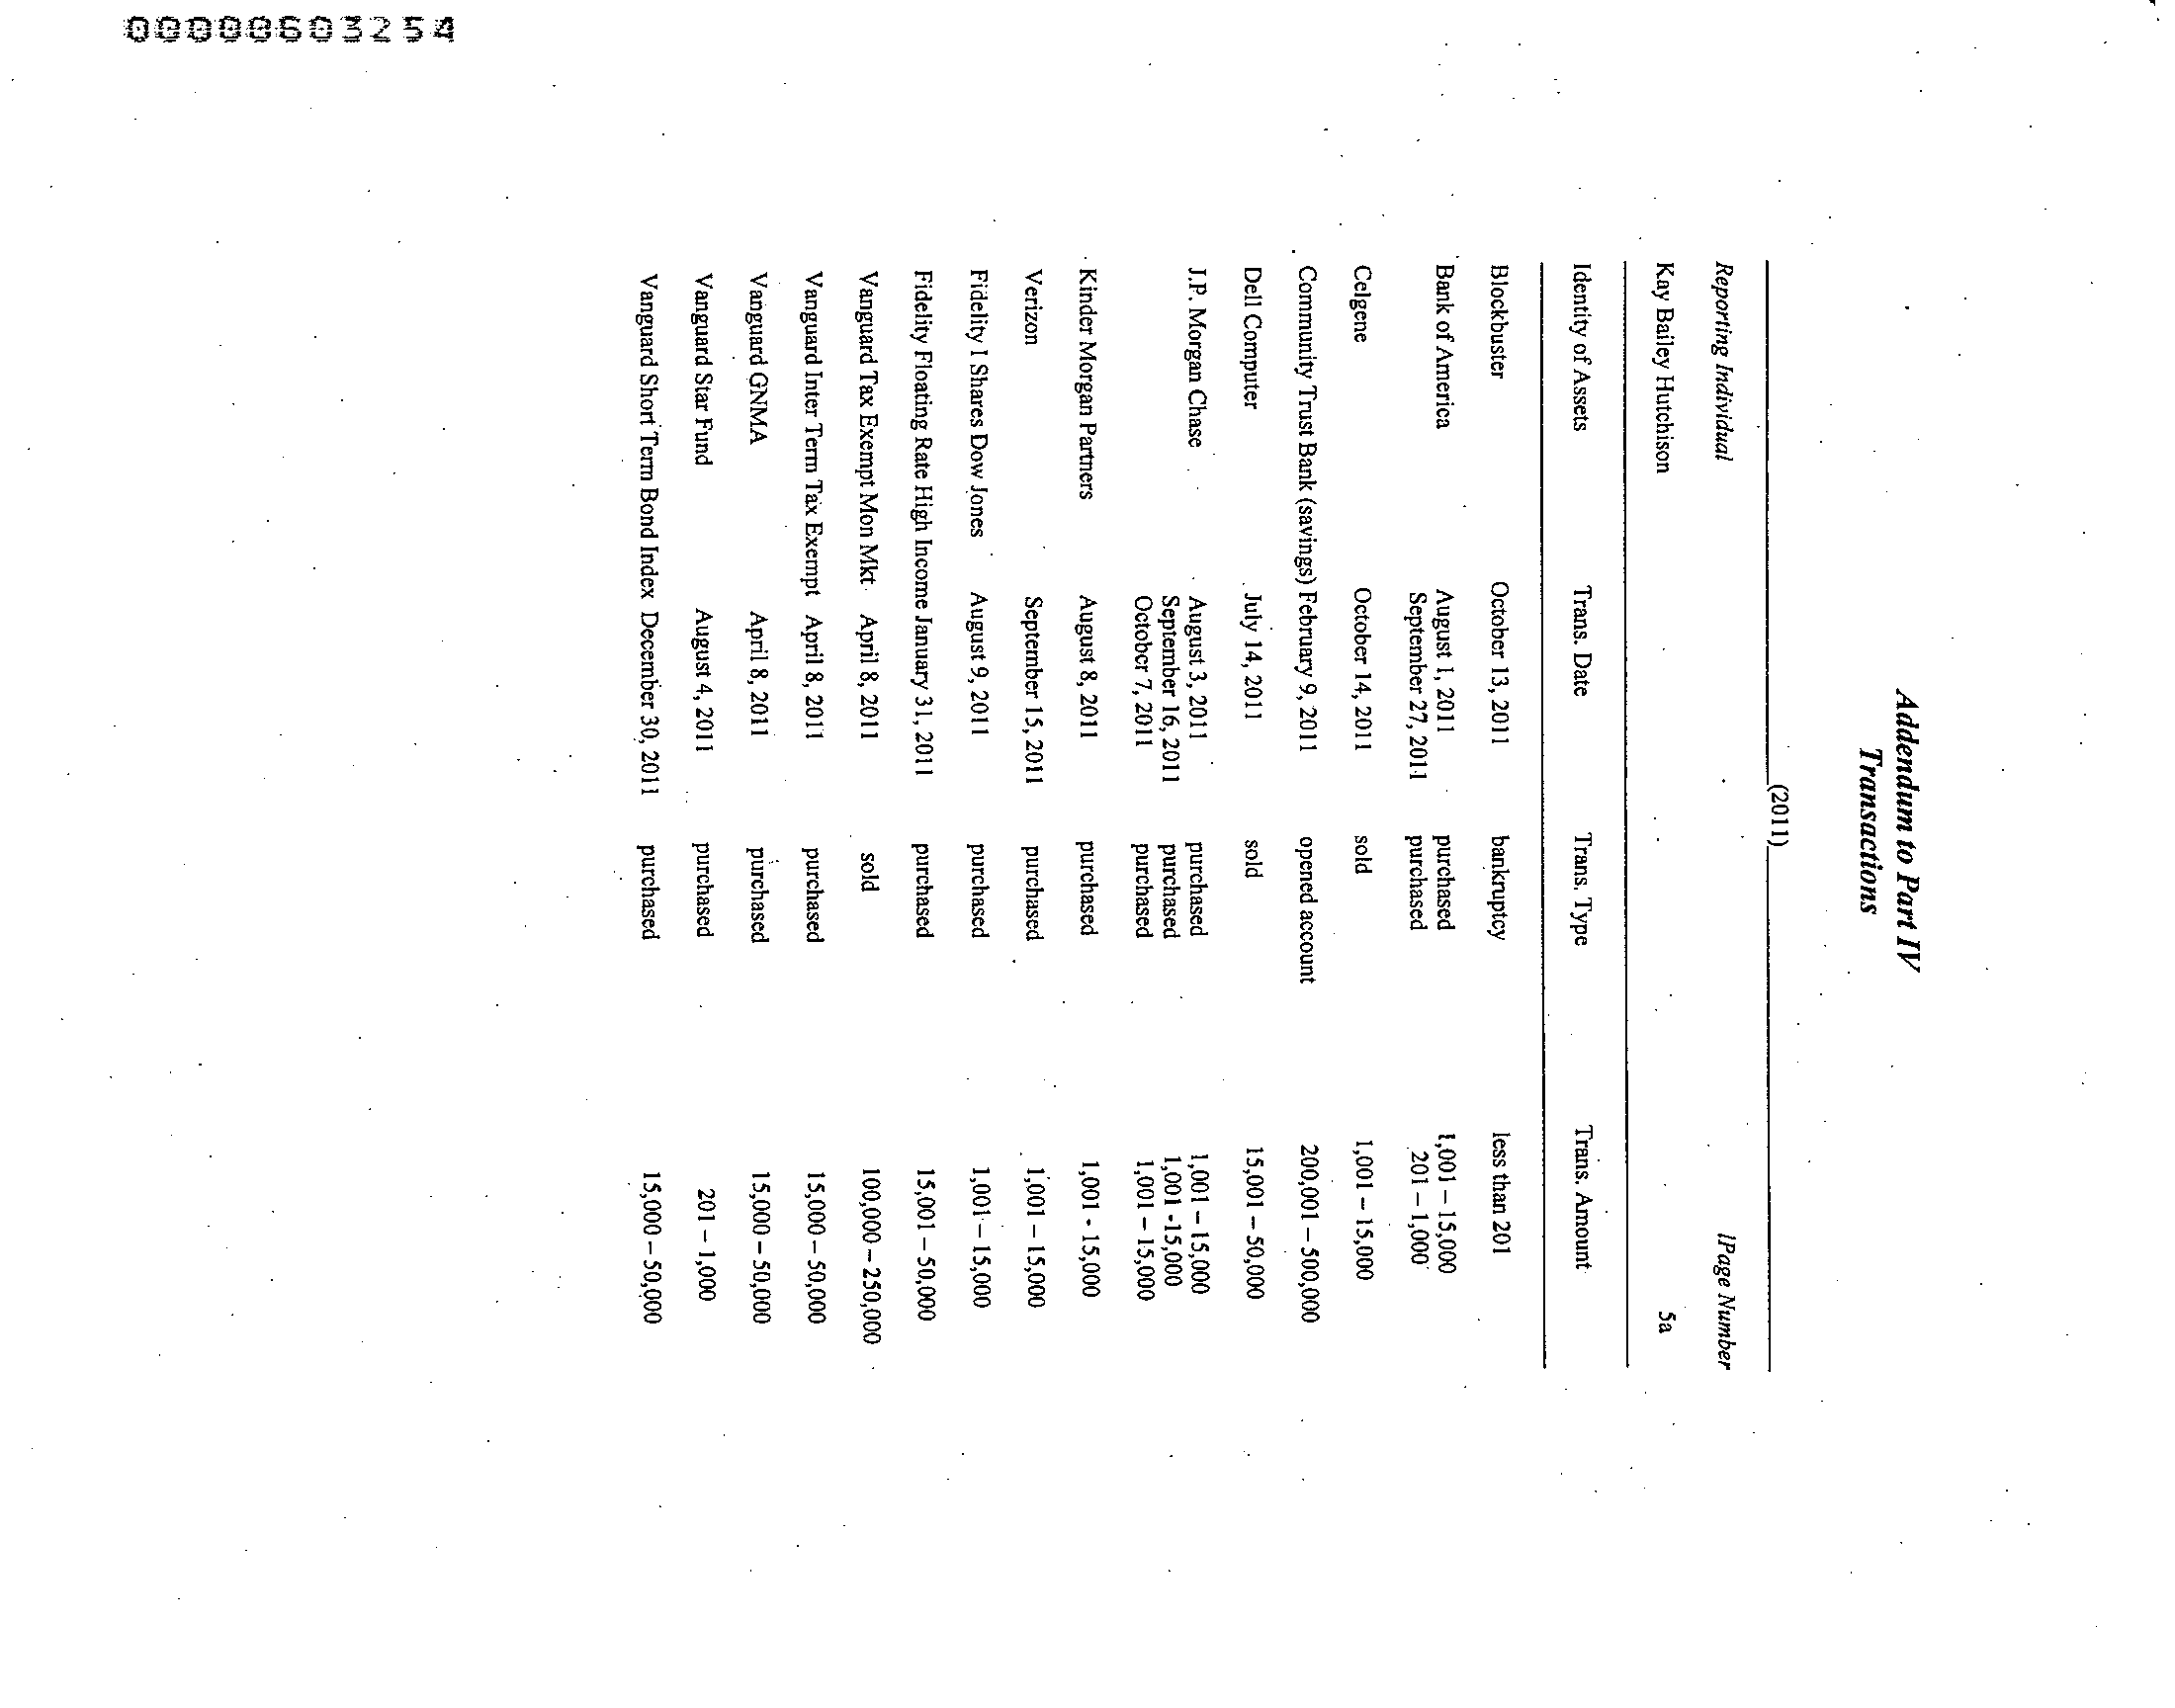 00000603254
Addendum to Part IV
Transactions
(2011)
Reporting Individual lPage Number
Kay Bailey Hutchison 5a
Identity of Assets Trans. Date Trans. Type Trans. Amount
Blockbuster October 13, 2011 bankruptcy less than 201
Bank of America August 1, 2011 purchased 1,001 – 15,000
September 27, 2011 purchased 201 – 1,000
Celgene October 14, 2011 sold 1,001 – 15,000
Community Trust Bank (savings) February 9, 2011 opened account 200,001 – 500,000
Dell Computer July 14, 2011 sold 15,001 – 50,000
J.P. Morgan Chase August 3, 2011 purchased 1,001 – 15,000
September 16, 2011 purchased 1,001 -15,000
October 7, 2011 purchased 1,001 – 15,000
Kinder Morgan Partners August 8, 2011 purchased 1,001 - 15,000
Verizon September 15, 2011 purchased 1,001 – 15,000
Fidelity I Shares Dow Jones August 9, 2011 purchased 1,001 – 15,000
Fidelity Floating Rate High Income January 31, 2011 purchased 15,001 – 50,000
Vanguard Tax Exempt Mon Mkt April 8, 2011 sold 100,000 – 250,000
Vanguard Inter Term Tax Exempt April 8, 2011 purchased 15,000 – 50,000
Vanguard GNMA April 8, 2011 purchased 15,000 – 50,000
Vanguard Star Fund August 4, 2011 purchased 201 – 1,000
Vanguard Short Term Bond Index December 30, 2011 purchased 15,000 – 50,000